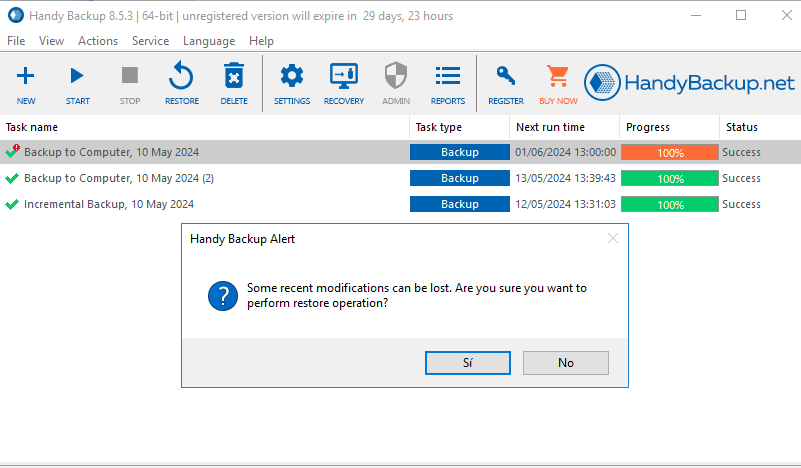 Handy Backup 8.5.3 | 64-bit | unregistered version will expire in  29 days, 23 hours
File View Actions Service Language Help
NEW START STOP RESTORE DELETE SETTINGS RECOVERY ADMIN REPORTS REGISTER BUY NOW HandyBackup.net
Task name Task type Next run time Progress Status
Backup to Computer, 10 May 2024 Backup 01/06/2024 13:00:00 100% Success
Backup to Computer, 10 May 2024 (2) Backup 13/05/2024 13:39:43 100% Success
Incremental Backup, 10 May 2024 Backup 12/05/2024 13:31:03 100% Success
Handy Backup Alert
Some recent modifications can be lost. Are you sure you want to
perform restore operation?
Sí No